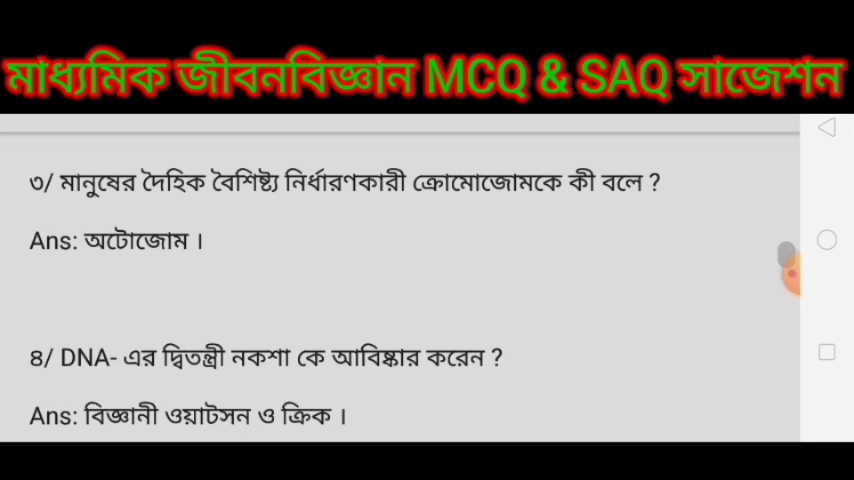 মাধ্যমিক জীবনবিজ্ঞান MCQ & SAQ সাজেশন
৩/ মানুষের দৈহিক বৈশিষ্ট্য নির্ধারণকারী ক্রোমোজোমকে কী বলে ?
Ans: অটোজোম ।
৪/ DNA- এর দ্বিতন্ত্রী নকশা কে আবিষ্কার করেন ?
Ans: বিজ্ঞানী ওয়াটসন ও ক্রিক ।